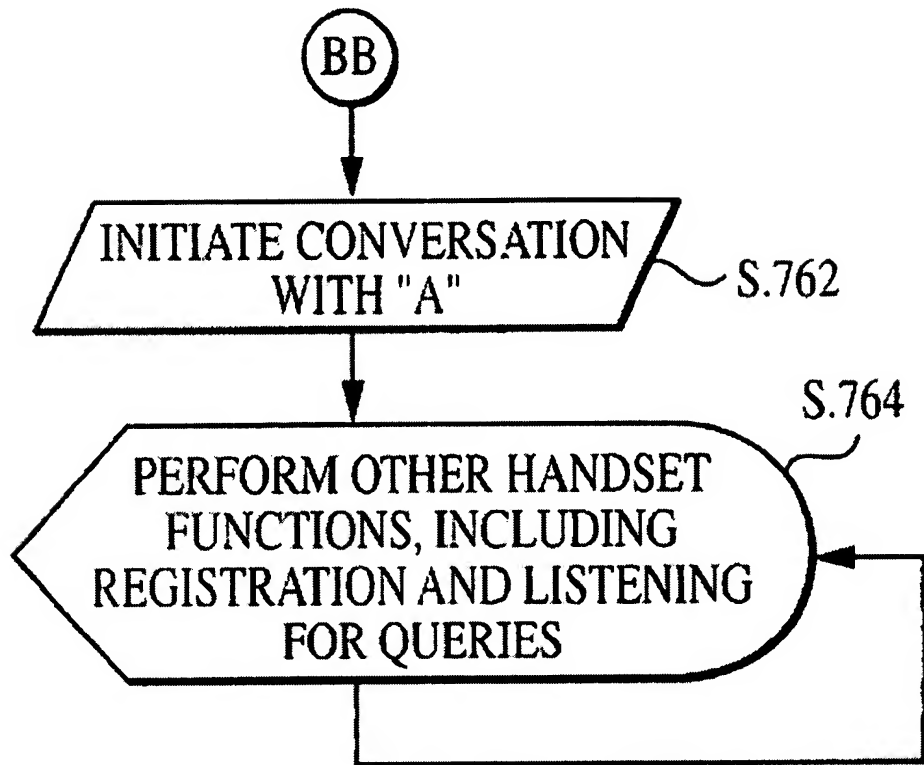 BB
INITIATE CONVERSATION
WITH "A"
S.762
S.764
PERFORM OTHER HANDSET
FUNCTIONS, INCLUDING
REGISTRATION AND LISTENING
FOR QUERIES